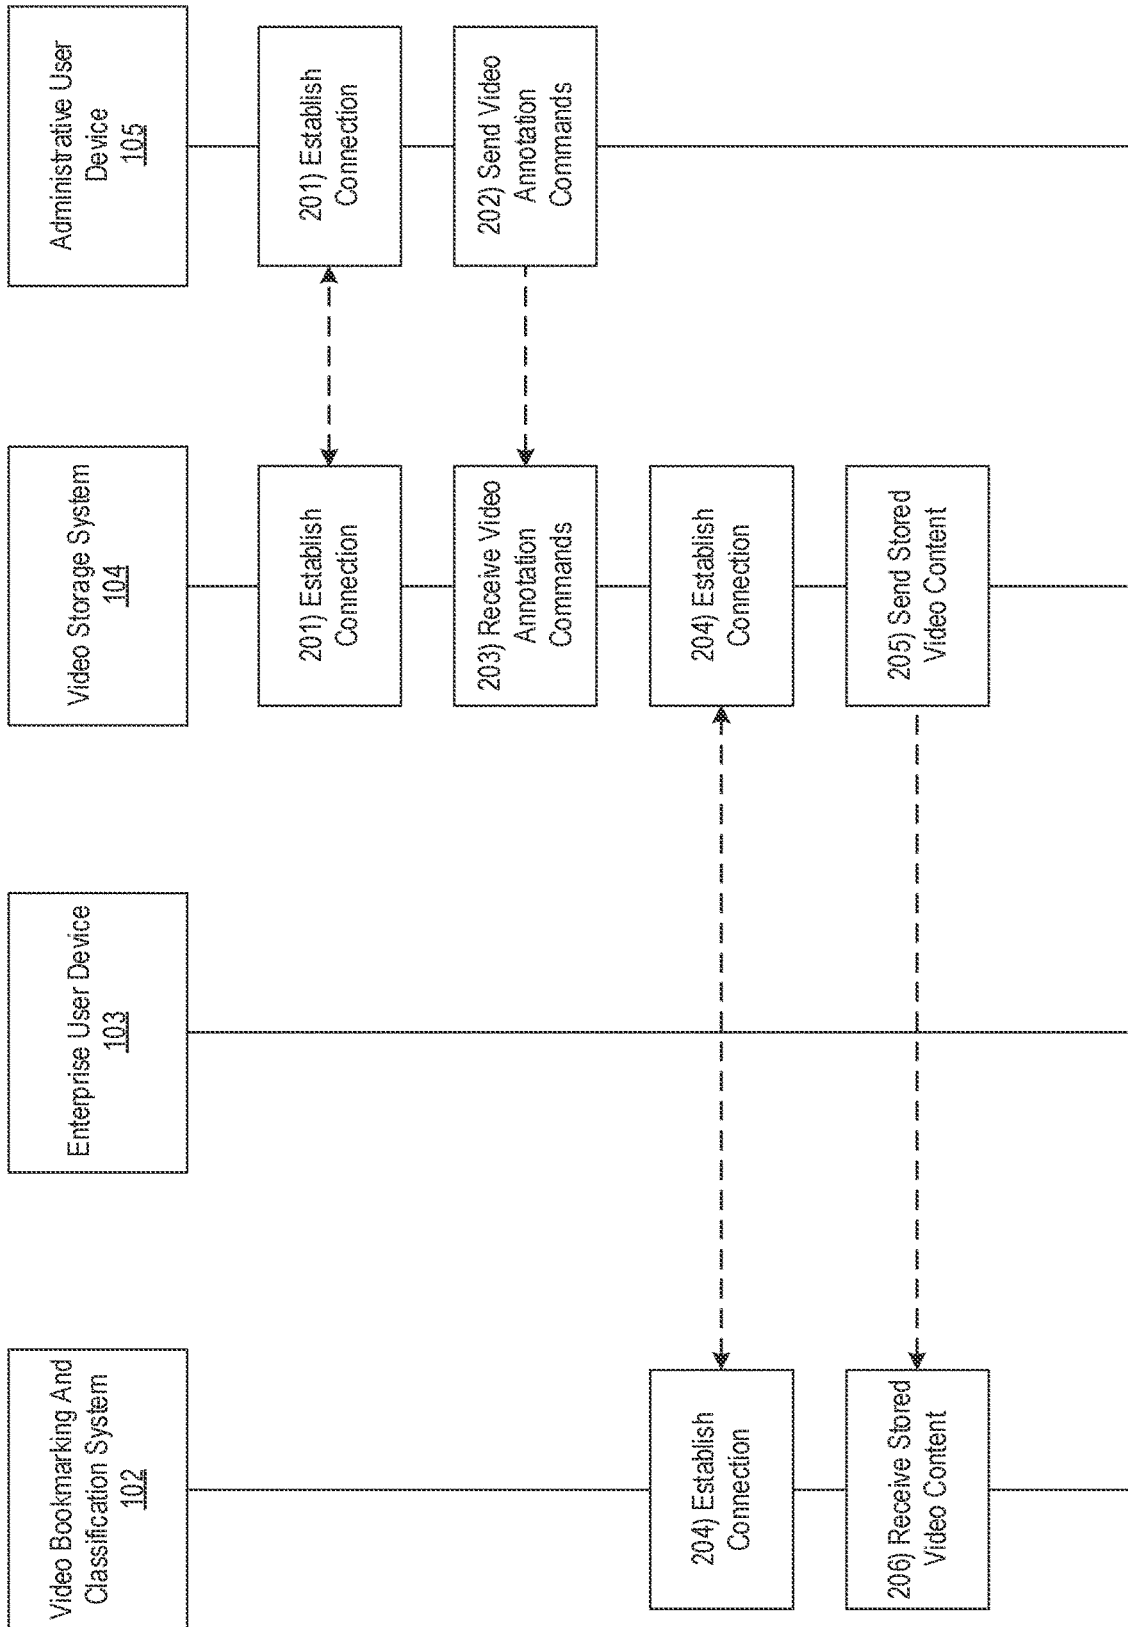 Video Bookmarking And
Classification System
102
Enterprise User Device
103
Video Storage System
104
Administrative User
Device
105
201) Establish
Connection
201) Establish
Connection
203) Receive Video
Annotation
Commands
202) Send Video
Annotation
Commands
204) Establish
Connection
204) Establish
Connection
206) Receive Stored
Video Content
205) Send Stored
Video Content